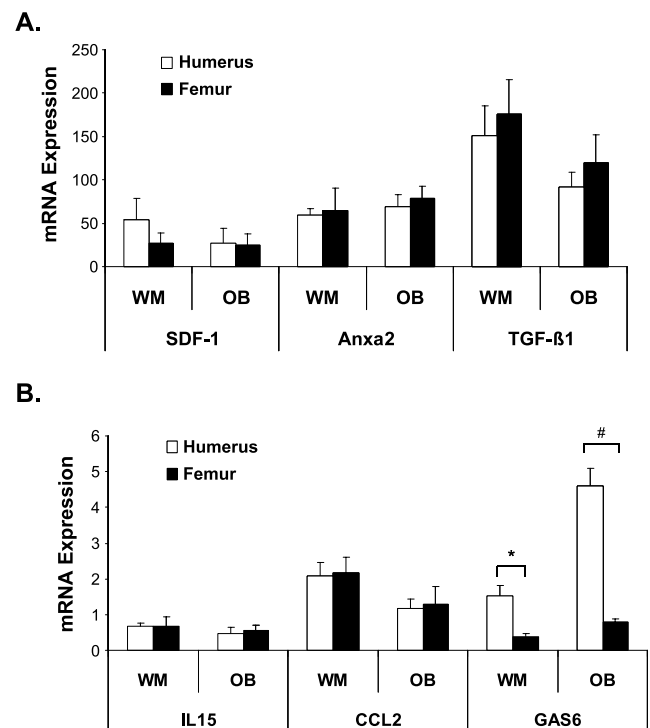 A.
250
200
150
100
50
0
mRNA Expression
Humerus
Femur
WM OB WM OB WM OB
SDF-1 Anxa2 TGF-ß1
B.
6
5
4
3
2
1
0
mRNA Expression
Humerus
Femur
*
#
WM OB WM OB WM OB
IL15 CCL2 GAS6